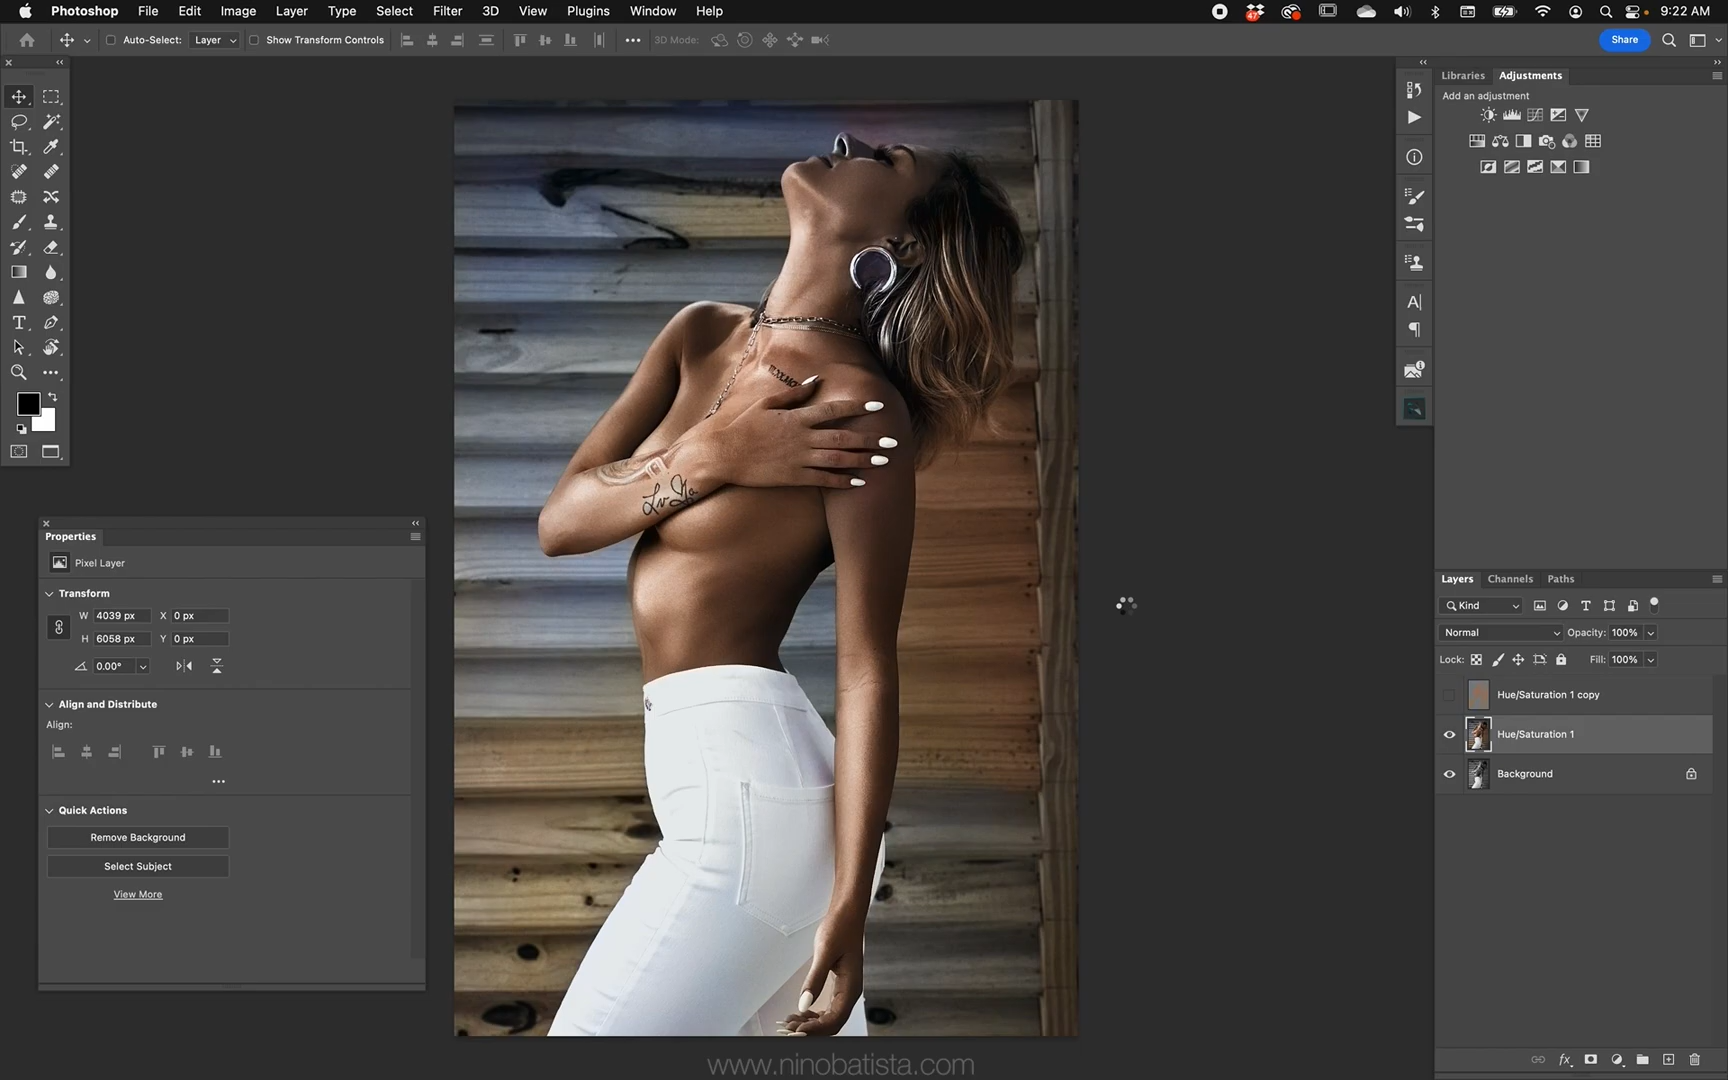 Photoshop File Edit Image Layer Type Select Filter 3D View Plugins Window Help 47 9:22 AM
Auto-Select: Layer Show Transform Controls 3D Mode: Share
Libraries Adjustments
Add an adjustment
Properties
Pixel Layer
Transform
W 4039 px X 0 px
H 6058 px Y 0 px
0.00°
Align and Distribute
Align:
Quick Actions
Remove Background
Select Subject
View More
Layers Channels Paths
Kind
Normal Opacity: 100%
Lock: Fill: 100%
Hue/Saturation 1 copy
Hue/Saturation 1
Background
www.ninobatista.com